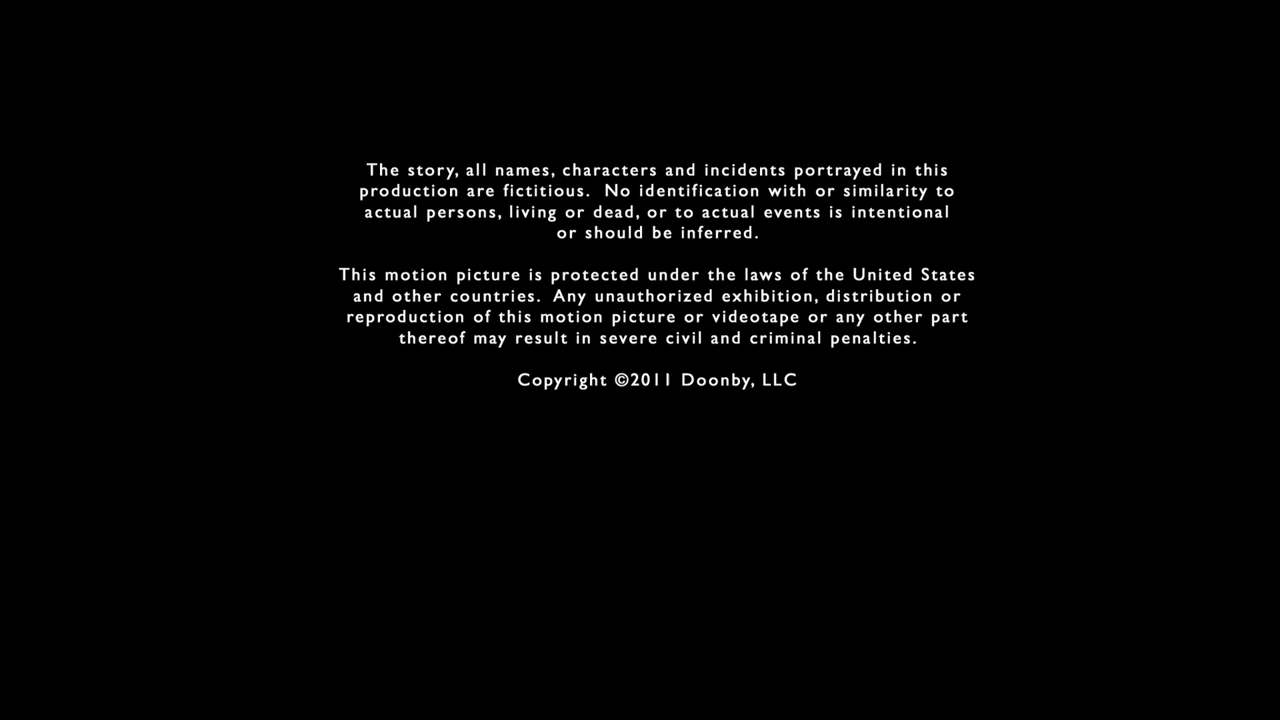 The story, all names, characters and incidents portrayed in this
production are fictitious.  No identification with or similarity to
actual persons, living or dead, or to actual events is intentional
or should be inferred.
This motion picture is protected under the laws of the United States
and other countries.  Any unauthorized exhibition, distribution or
reproduction of this motion picture or videotape or any other part
thereof may result in severe civil and criminal penalties.
Copyright ©2011 Doonby, LLC